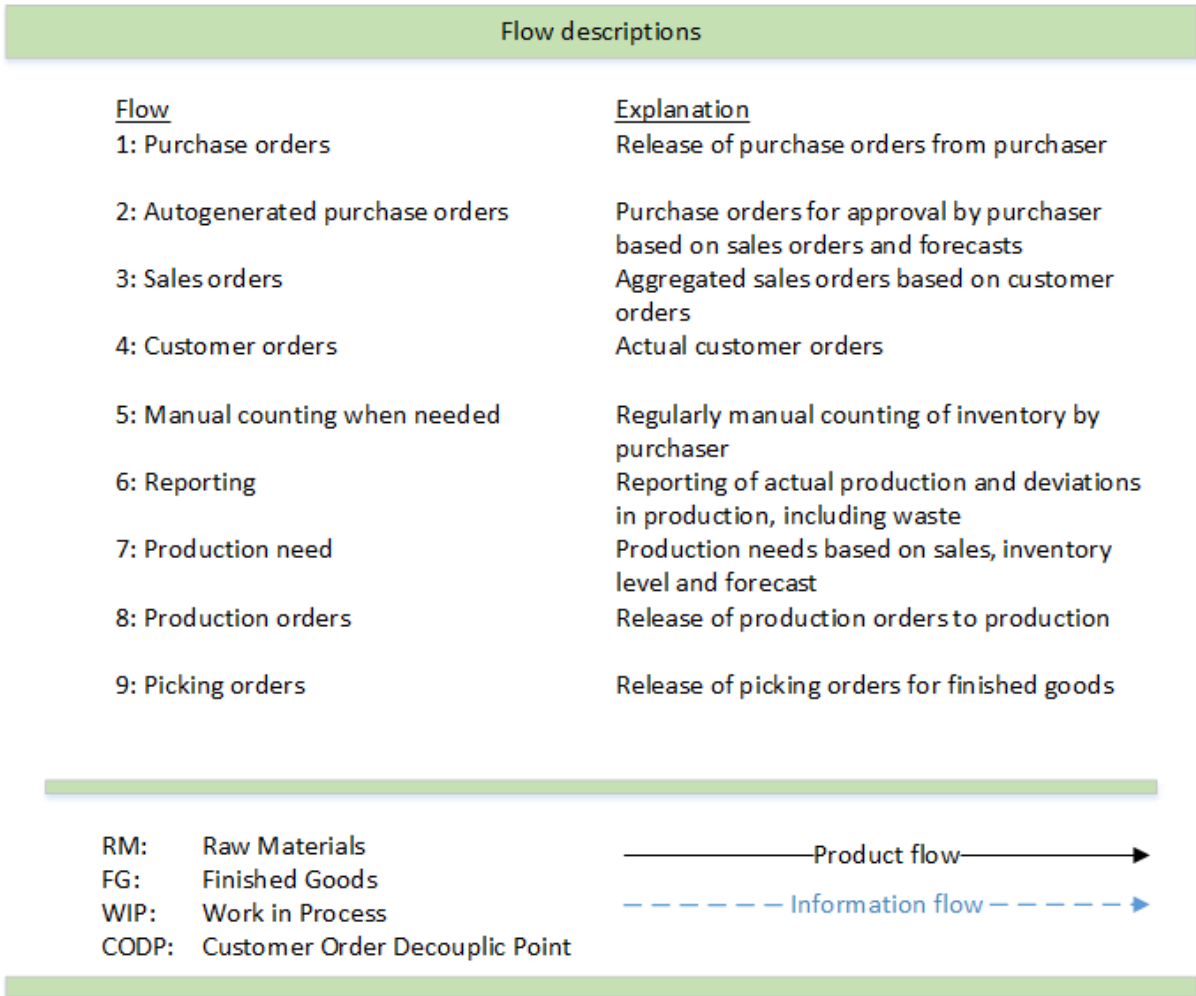 Flow descriptions
Flow Explanation
1: Purchase orders Release of purchase orders from purchaser
2: Autogenerated purchase orders Purchase orders for approval by purchaser
based on sales orders and forecasts
3: Sales orders Aggregated sales orders based on customer
orders
4: Customer orders Actual customer orders
5: Manual counting when needed Regularly manual counting of inventory by
purchaser
6: Reporting Reporting of actual production and deviations
in production, including waste
7: Production need Production needs based on sales, inventory
level and forecast
8: Production orders Release of production orders to production
9: Picking orders Release of picking orders for finished goods
RM: Raw Materials
FG: Finished Goods
WIP: Work in Process
CODP: Customer Order Decouplic Point
Product flow
Information flow